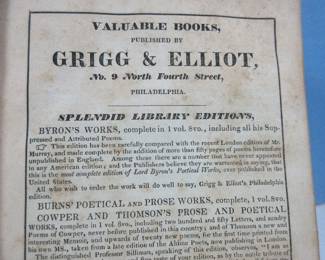 VALUABLE BOOKS,
PUBLISHED BY
GRIGG & ELLIOT,
No. 9 North Fourth Street,
PHILADELPHIA.
SPLENDID LIBRARY EDITIONS,
BYRON'S WORKS, complete in 1 vol. 8vo., including all his Sup-
pressed and Attributed Poems.
☞ This edition has been carefully compared with the recent London edition of Mr.
Murray, and made complete by the addition of more than fifty pages of poems heretofore
unpublished in England. Among these there are a number that have never appeared
in any American edition; and the Publishers believe they are warranted in saying, that
this is the most complete edition of Lord Byron's Poetical Works, ever published in the
United States.
All who wish to order the work will do well to say, Grigg & Elliot's Philadelphia
edition.
BURNS' POETICAL AND PROSE WORKS, complete, 1 vol. 8vo.
COWPER AND THOMSON'S PROSE AND POETICAL
WORKS, complete in 1 vol 8vo, including two hundred and fifty Letters, and sundry
Poems of Cowper, never before published in this country; and of Thomson a new and
interesting Memoir, and upwards of twenty new poems, for the first time printed from
his own MS., taken from a late edition of the Aldine Poets, now publishing in London.
The distinguished Professor Silliman, speaking of this edition, observes, "I am as
your edition, as by the entire tribute of